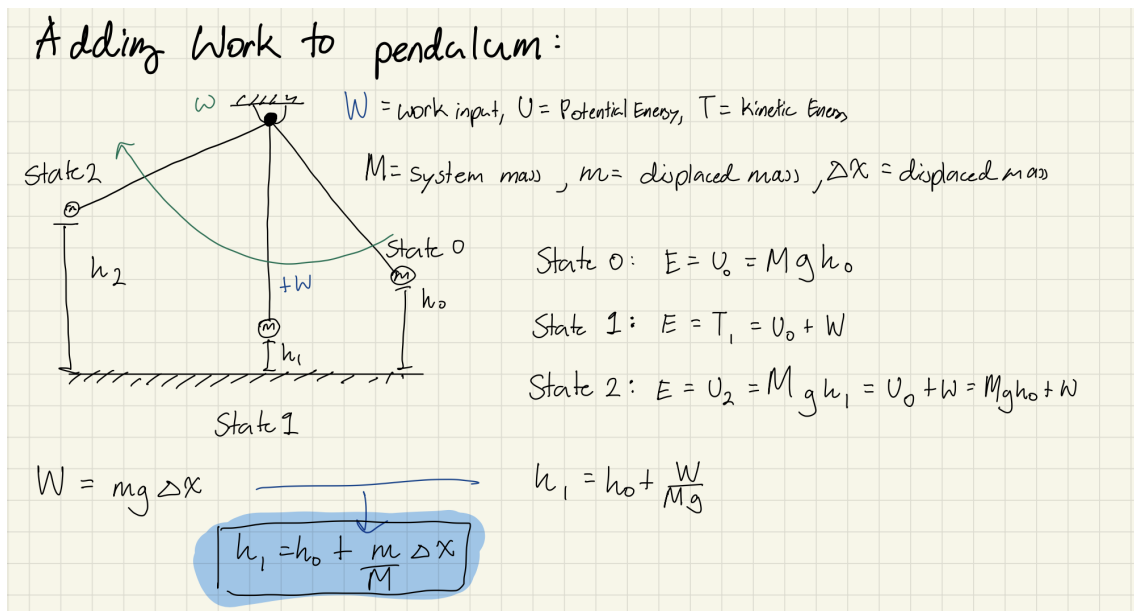 Adding Work to pendalum:
ω
W = work input, U = Potential Energy, T = Kinetic Energy
M = system mass, m = displaced mass, Δx = displaced mass
State 2
m
h₂
State 0
M
h₀
+W
M
h₁
State 1
State 0: E = U₀ = Mgh₀
State 1: E = T₁ = U₀ + W
State 2: E = U₂ = Mgh₁ = U₀ + W = Mgh₀ + W
W = mgΔx
h₁ = h₀ + W/Mg
h₁ = h₀ + m/M Δx